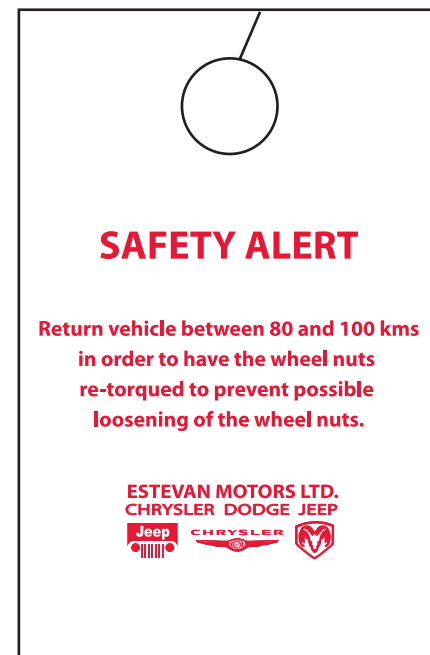 SAFETY ALERT
Return vehicle between 80 and 100 kms
in order to have the wheel nuts
re-torqued to prevent possible
loosening of the wheel nuts.
ESTEVAN MOTORS LTD.
CHRYSLER DODGE JEEP
Jeep CHRYSLER